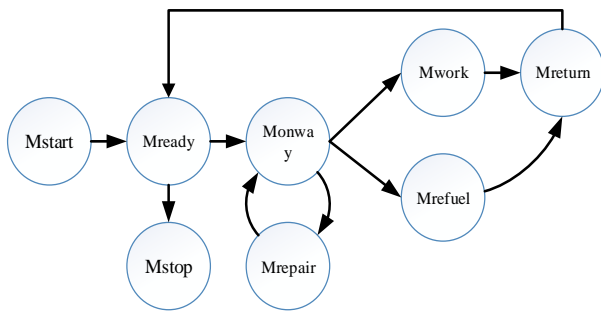 Mwork
Mreturn
Mstart
Mready
Monwa
y
Mrefuel
Mstop
Mrepair